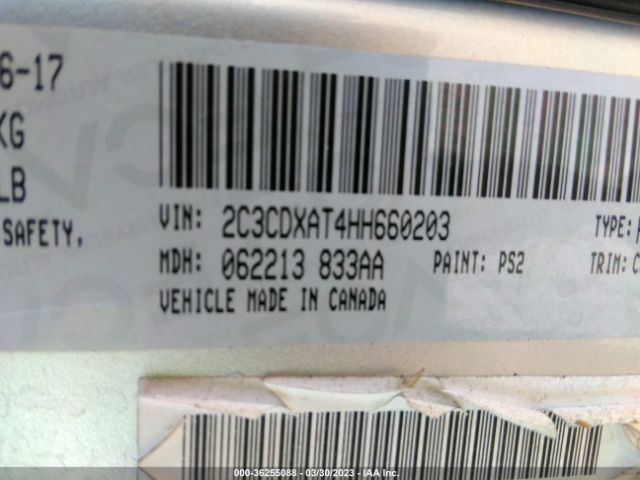 6-17
KG
LB
SAFETY,
VIN: 2C3CDXAT4HH660203
TYPE:
MDH: 062213 833AA
PAINT: PS2
TRIM: C
VEHICLE MADE IN CANADA
000-36255088 - 03/30/2023 - IAA Inc.